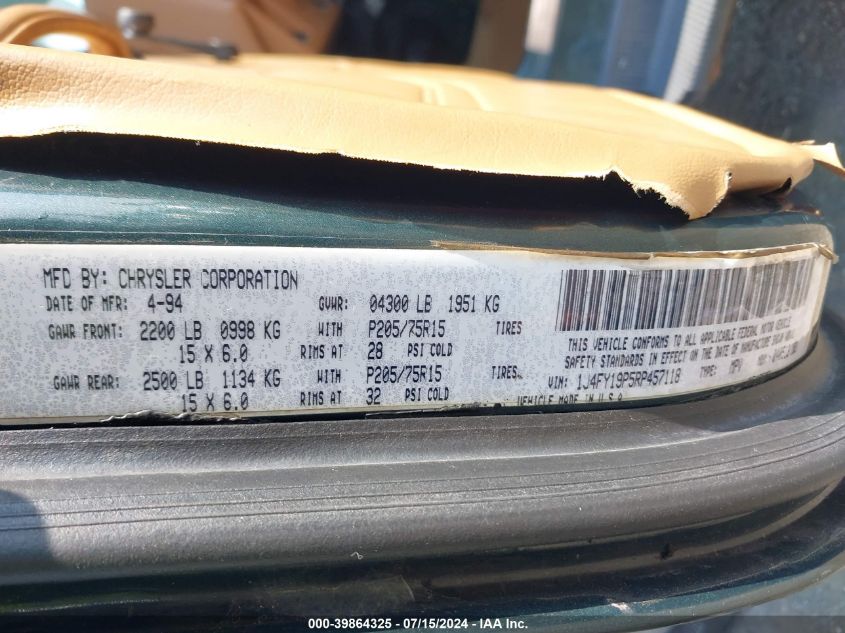 MFD BY: CHRYSLER CORPORATION
DATE OF MFR: 4-94 GVWR: 04300 LB 1951 KG
GAWR FRONT: 2200 LB 0998 KG WITH P205/75R15 TIRES
15 X 6.0 RIMS AT 28 PSI COLD
GAWR REAR: 2500 LB 1134 KG WITH P205/75R15 TIRES
15 X 6.0 RIMS AT 32 PSI COLD
THIS VEHICLE CONFORMS TO ALL APPLICABLE FEDERAL MOTOR VEHICLE
SAFETY STANDARDS IN EFFECT ON THE DATE OF MANUFACTURE SHOWN
VIN: 1J4FY19P5RP457118 TYPE: MPV
VEHICLE MADE IN U.S.A
000-39864325 - 07/15/2024 - IAA Inc.